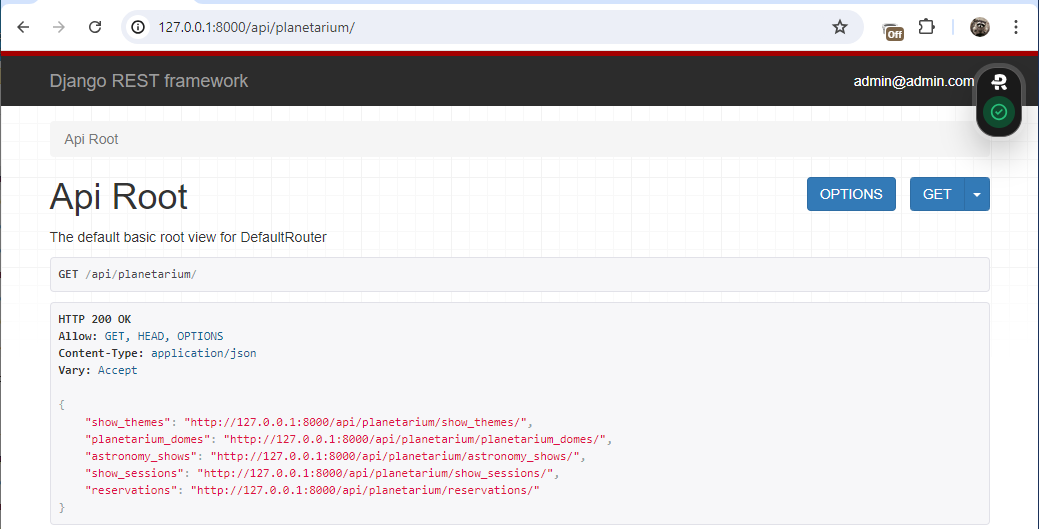 127.0.0.1:8000/api/planetarium/
Off
Django REST framework
admin@admin.com
Api Root
Api Root
OPTIONS
GET
The default basic root view for DefaultRouter
GET /api/planetarium/
HTTP 200 OK
Allow: GET, HEAD, OPTIONS
Content-Type: application/json
Vary: Accept
{
    "show_themes": "http://127.0.0.1:8000/api/planetarium/show_themes/",
    "planetarium_domes": "http://127.0.0.1:8000/api/planetarium/planetarium_domes/",
    "astronomy_shows": "http://127.0.0.1:8000/api/planetarium/astronomy_shows/",
    "show_sessions": "http://127.0.0.1:8000/api/planetarium/show_sessions/",
    "reservations": "http://127.0.0.1:8000/api/planetarium/reservations/"
}